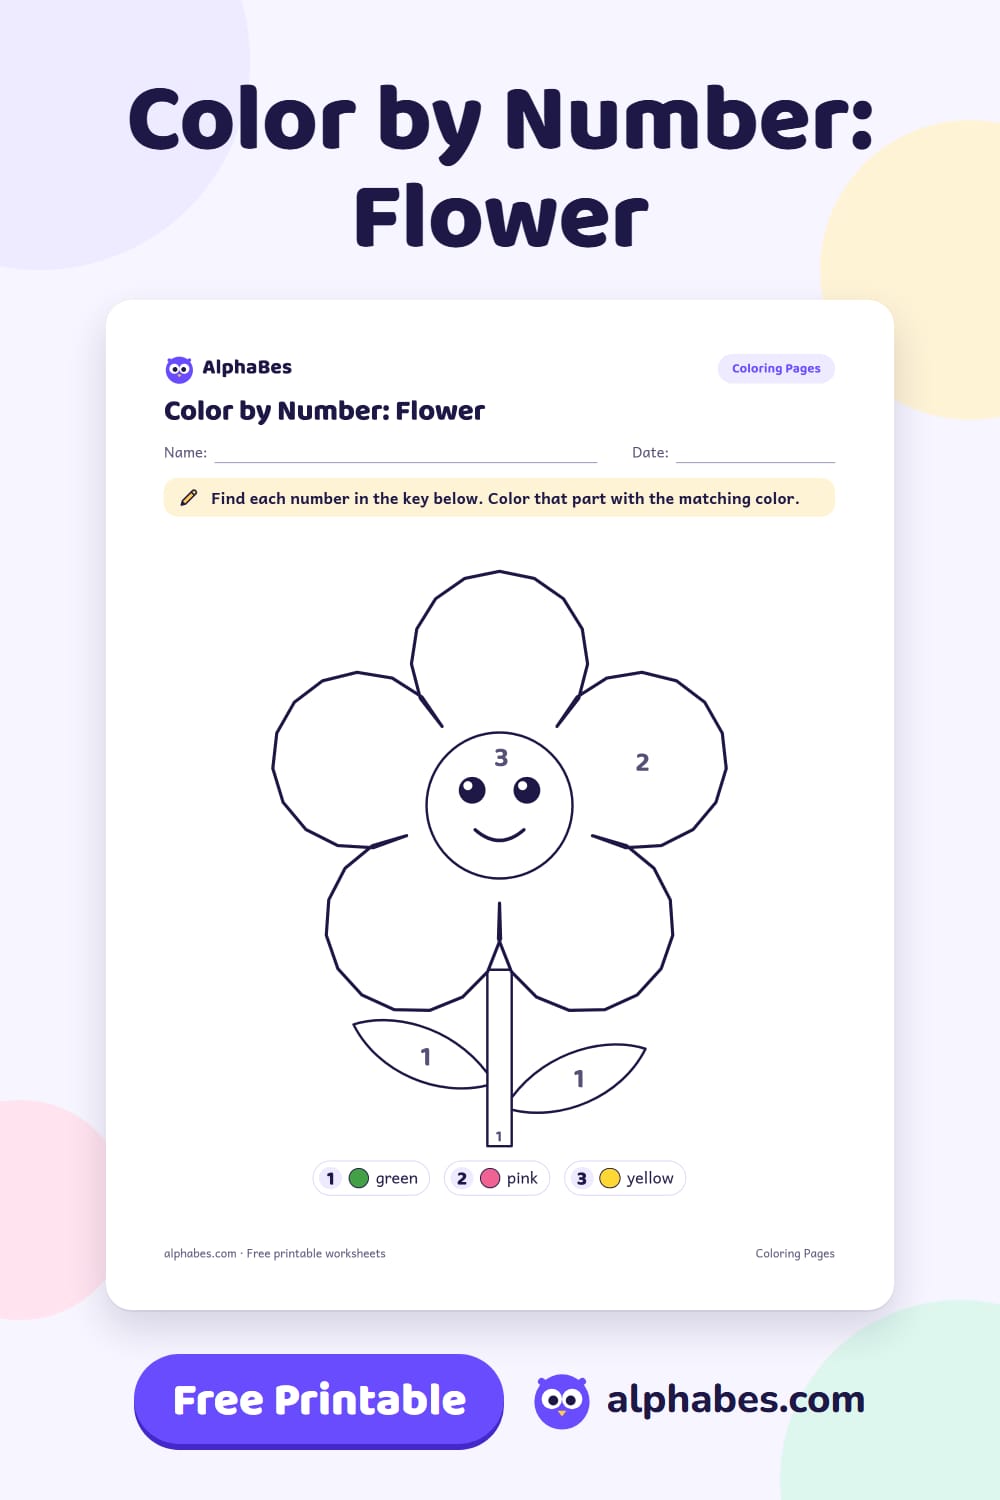 Color by Number:
Flower
AlphaBes
Coloring Pages
Color by Number: Flower
Name:
Date:
Find each number in the key below. Color that part with the matching color.
3
2
1
1
1
1 green
2 pink
3 yellow
alphabes.com · Free printable worksheets
Coloring Pages
Free Printable
alphabes.com